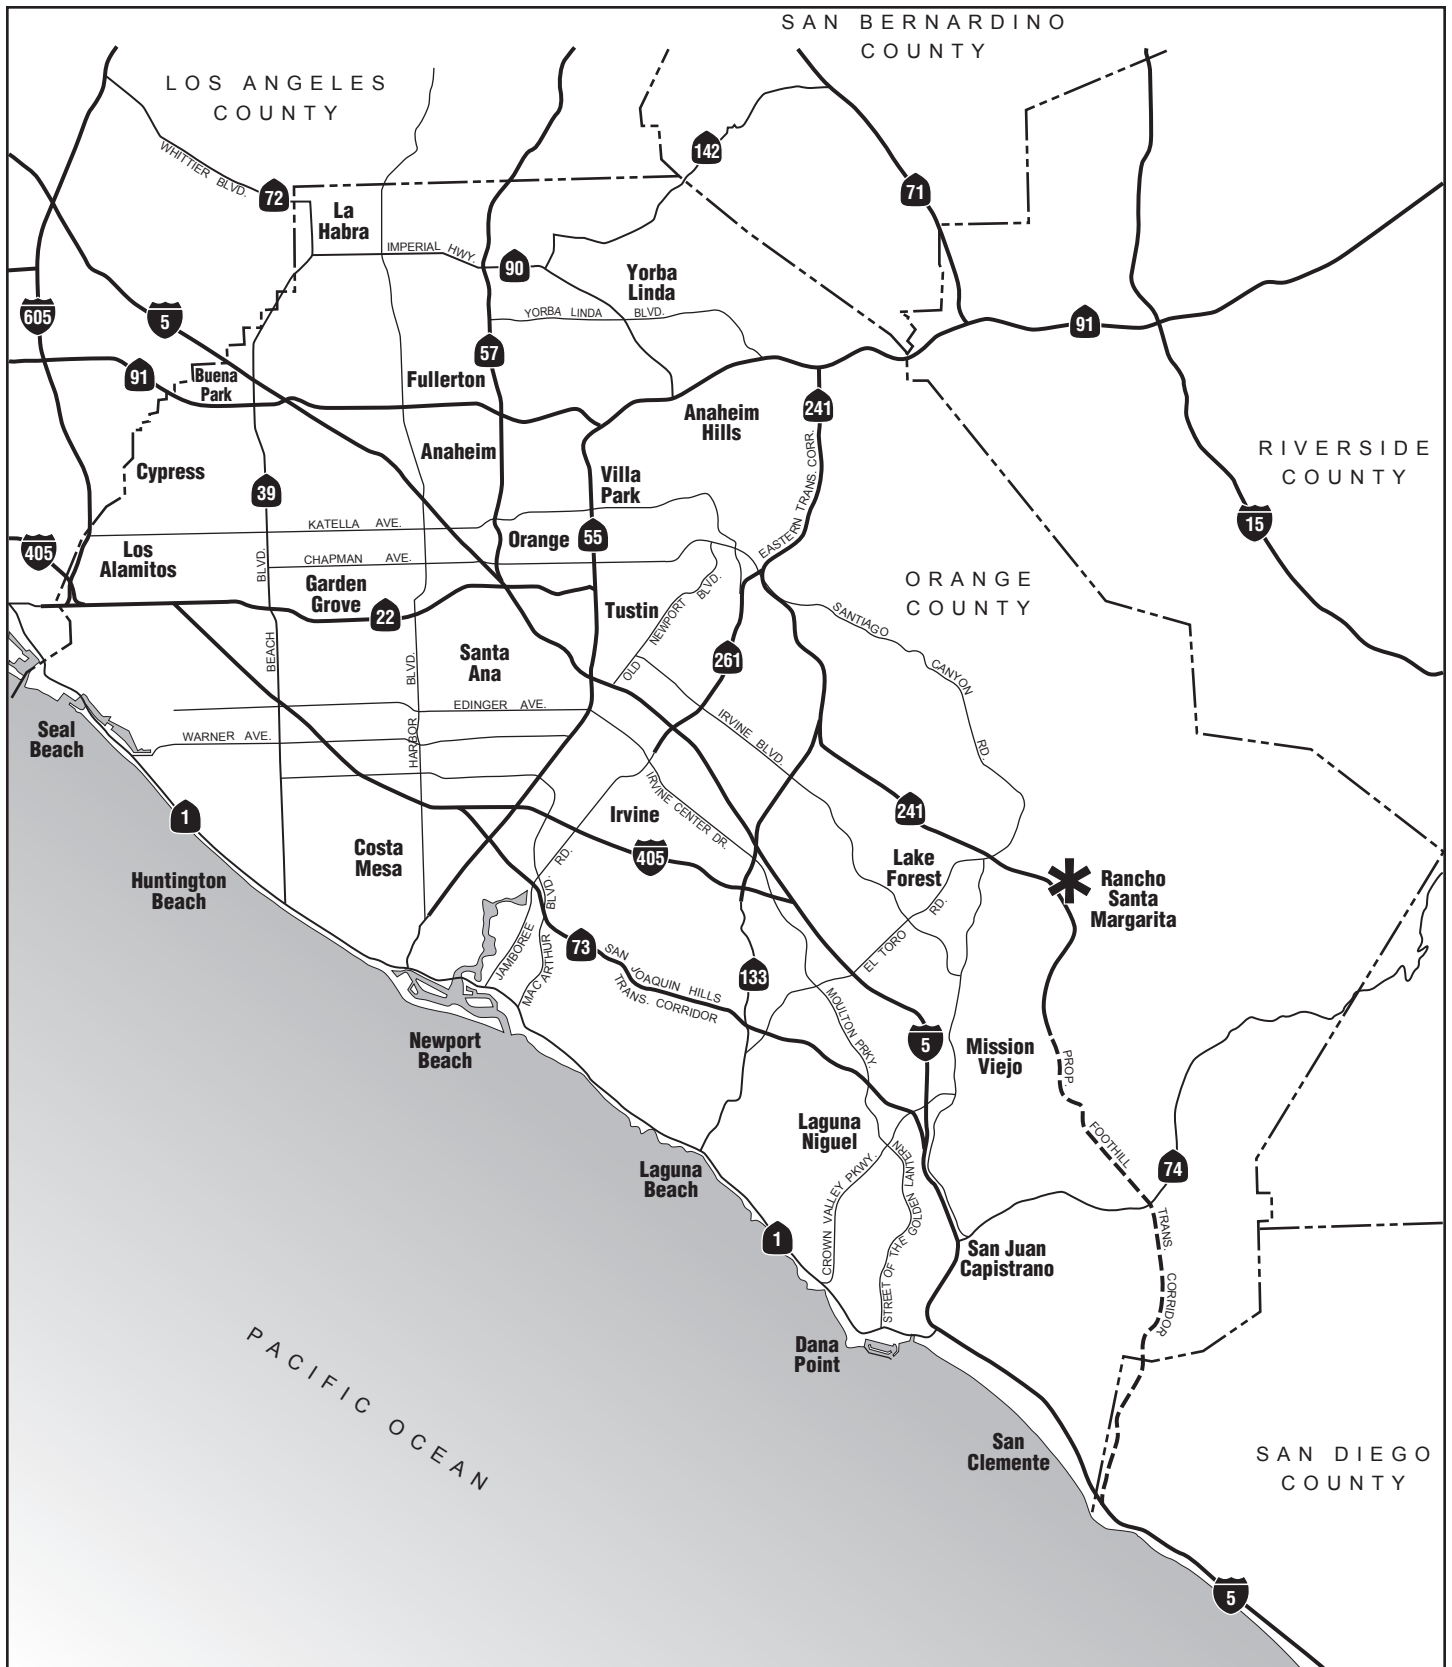 SAN BERNARDINO
COUNTY
LOS ANGELES
COUNTY
142
WHITTIER BLVD.
72
71
La
Habra
IMPERIAL HWY.
90
Yorba
Linda
605
5
YORBA LINDA BLVD.
91
57
91
Buena
Park
Fullerton
241
Anaheim
Hills
EASTERN TRANS. CORR.
RIVERSIDE
COUNTY
Anaheim
Cypress
Villa
Park
39
KATELLA AVE.
15
405
Los
Alamitos
Orange
55
CHAPMAN AVE.
BLVD.
BEACH
Garden
Grove
22
ORANGE
COUNTY
Tustin
OLD NEWPORT BLVD.
SANTIAGO CANYON RD.
261
Santa
Ana
HARBOR BLVD.
EDINGER AVE.
WARNER AVE.
IRVINE BLVD.
Seal
Beach
IRVINE CENTER DR.
1
Irvine
241
405
Costa
Mesa
Lake
Forest
Huntington
Beach
Rancho
Santa
Margarita
JAMBOREE RD.
MAC ARTHUR BLVD.
73
SAN JOAQUIN HILLS
TRANS. CORRIDOR
133
EL TORO RD.
MOULTON PRKY.
Newport
Beach
5
Mission
Viejo
PROP. FOOTHILL TRANS. CORRIDOR
Laguna
Niguel
74
Laguna
Beach
CROWN VALLEY PKWY.
STREET OF THE GOLDEN LANTERN
1
San Juan
Capistrano
Dana
Point
PACIFIC OCEAN
San
Clemente
SAN DIEGO
COUNTY
5